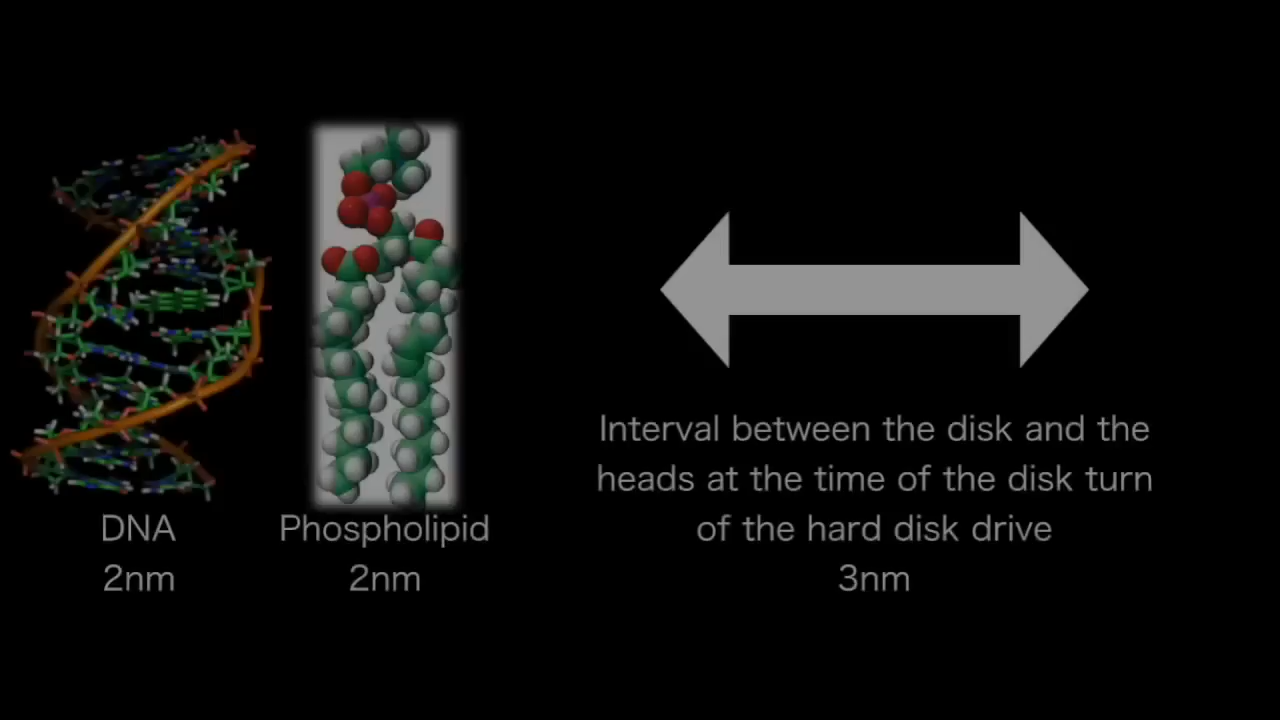 DNA
2nm
Phospholipid
2nm
Interval between the disk and the
heads at the time of the disk turn
of the hard disk drive
3nm